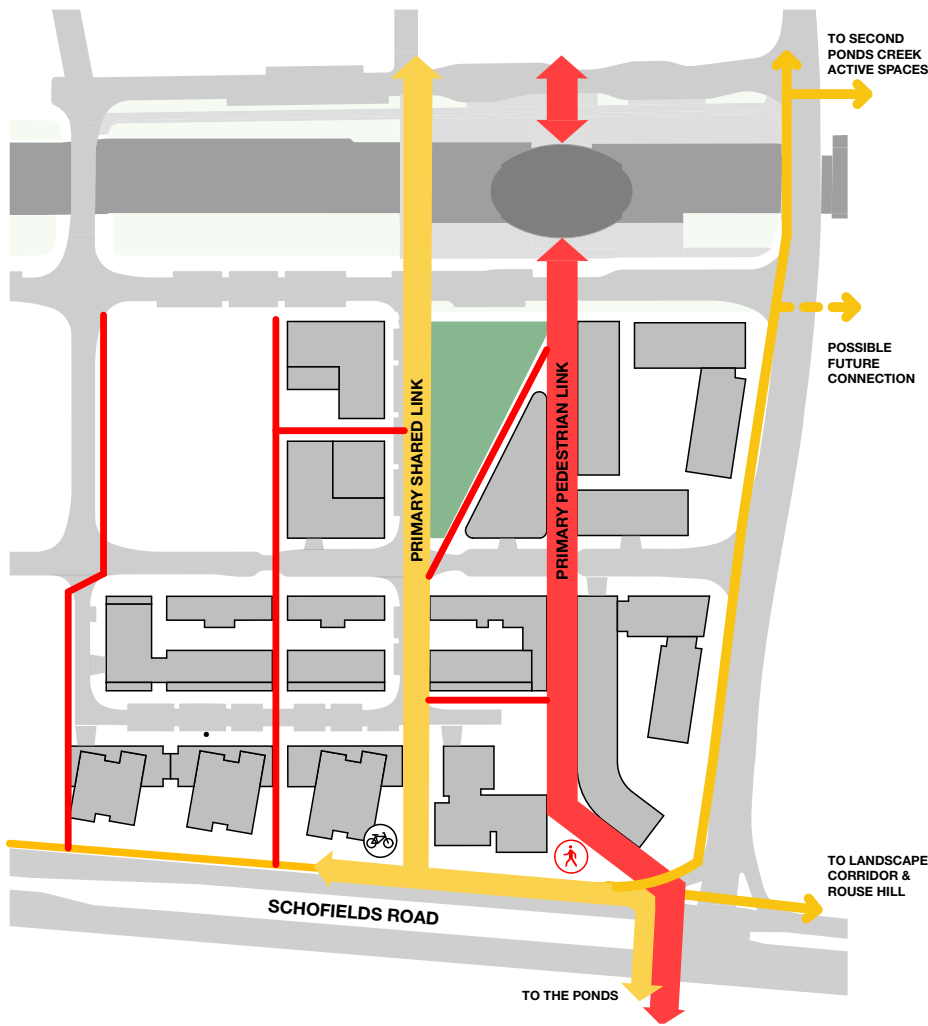 TO SECOND
PONDS CREEK
ACTIVE SPACES
POSSIBLE
FUTURE
CONNECTION
PRIMARY SHARED LINK
PRIMARY PEDESTRIAN LINK
TO LANDSCAPE
CORRIDOR &
ROUSE HILL
SCHOFIELDS ROAD
TO THE PONDS